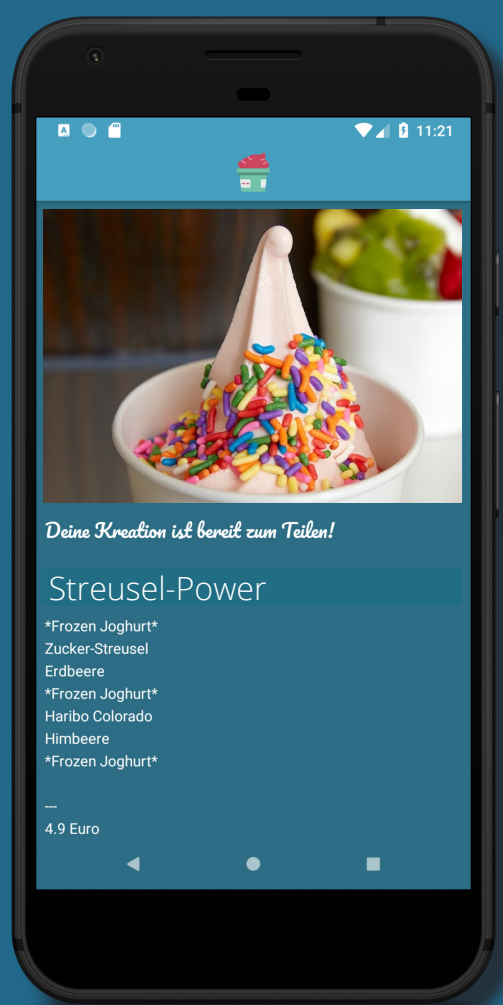 11:21
Deine Kreation ist bereit zum Teilen!
Streusel-Power
*Frozen Joghurt*
Zucker-Streusel
Erdbeere
*Frozen Joghurt*
Haribo Colorado
Himbeere
*Frozen Joghurt*
---
4.9 Euro